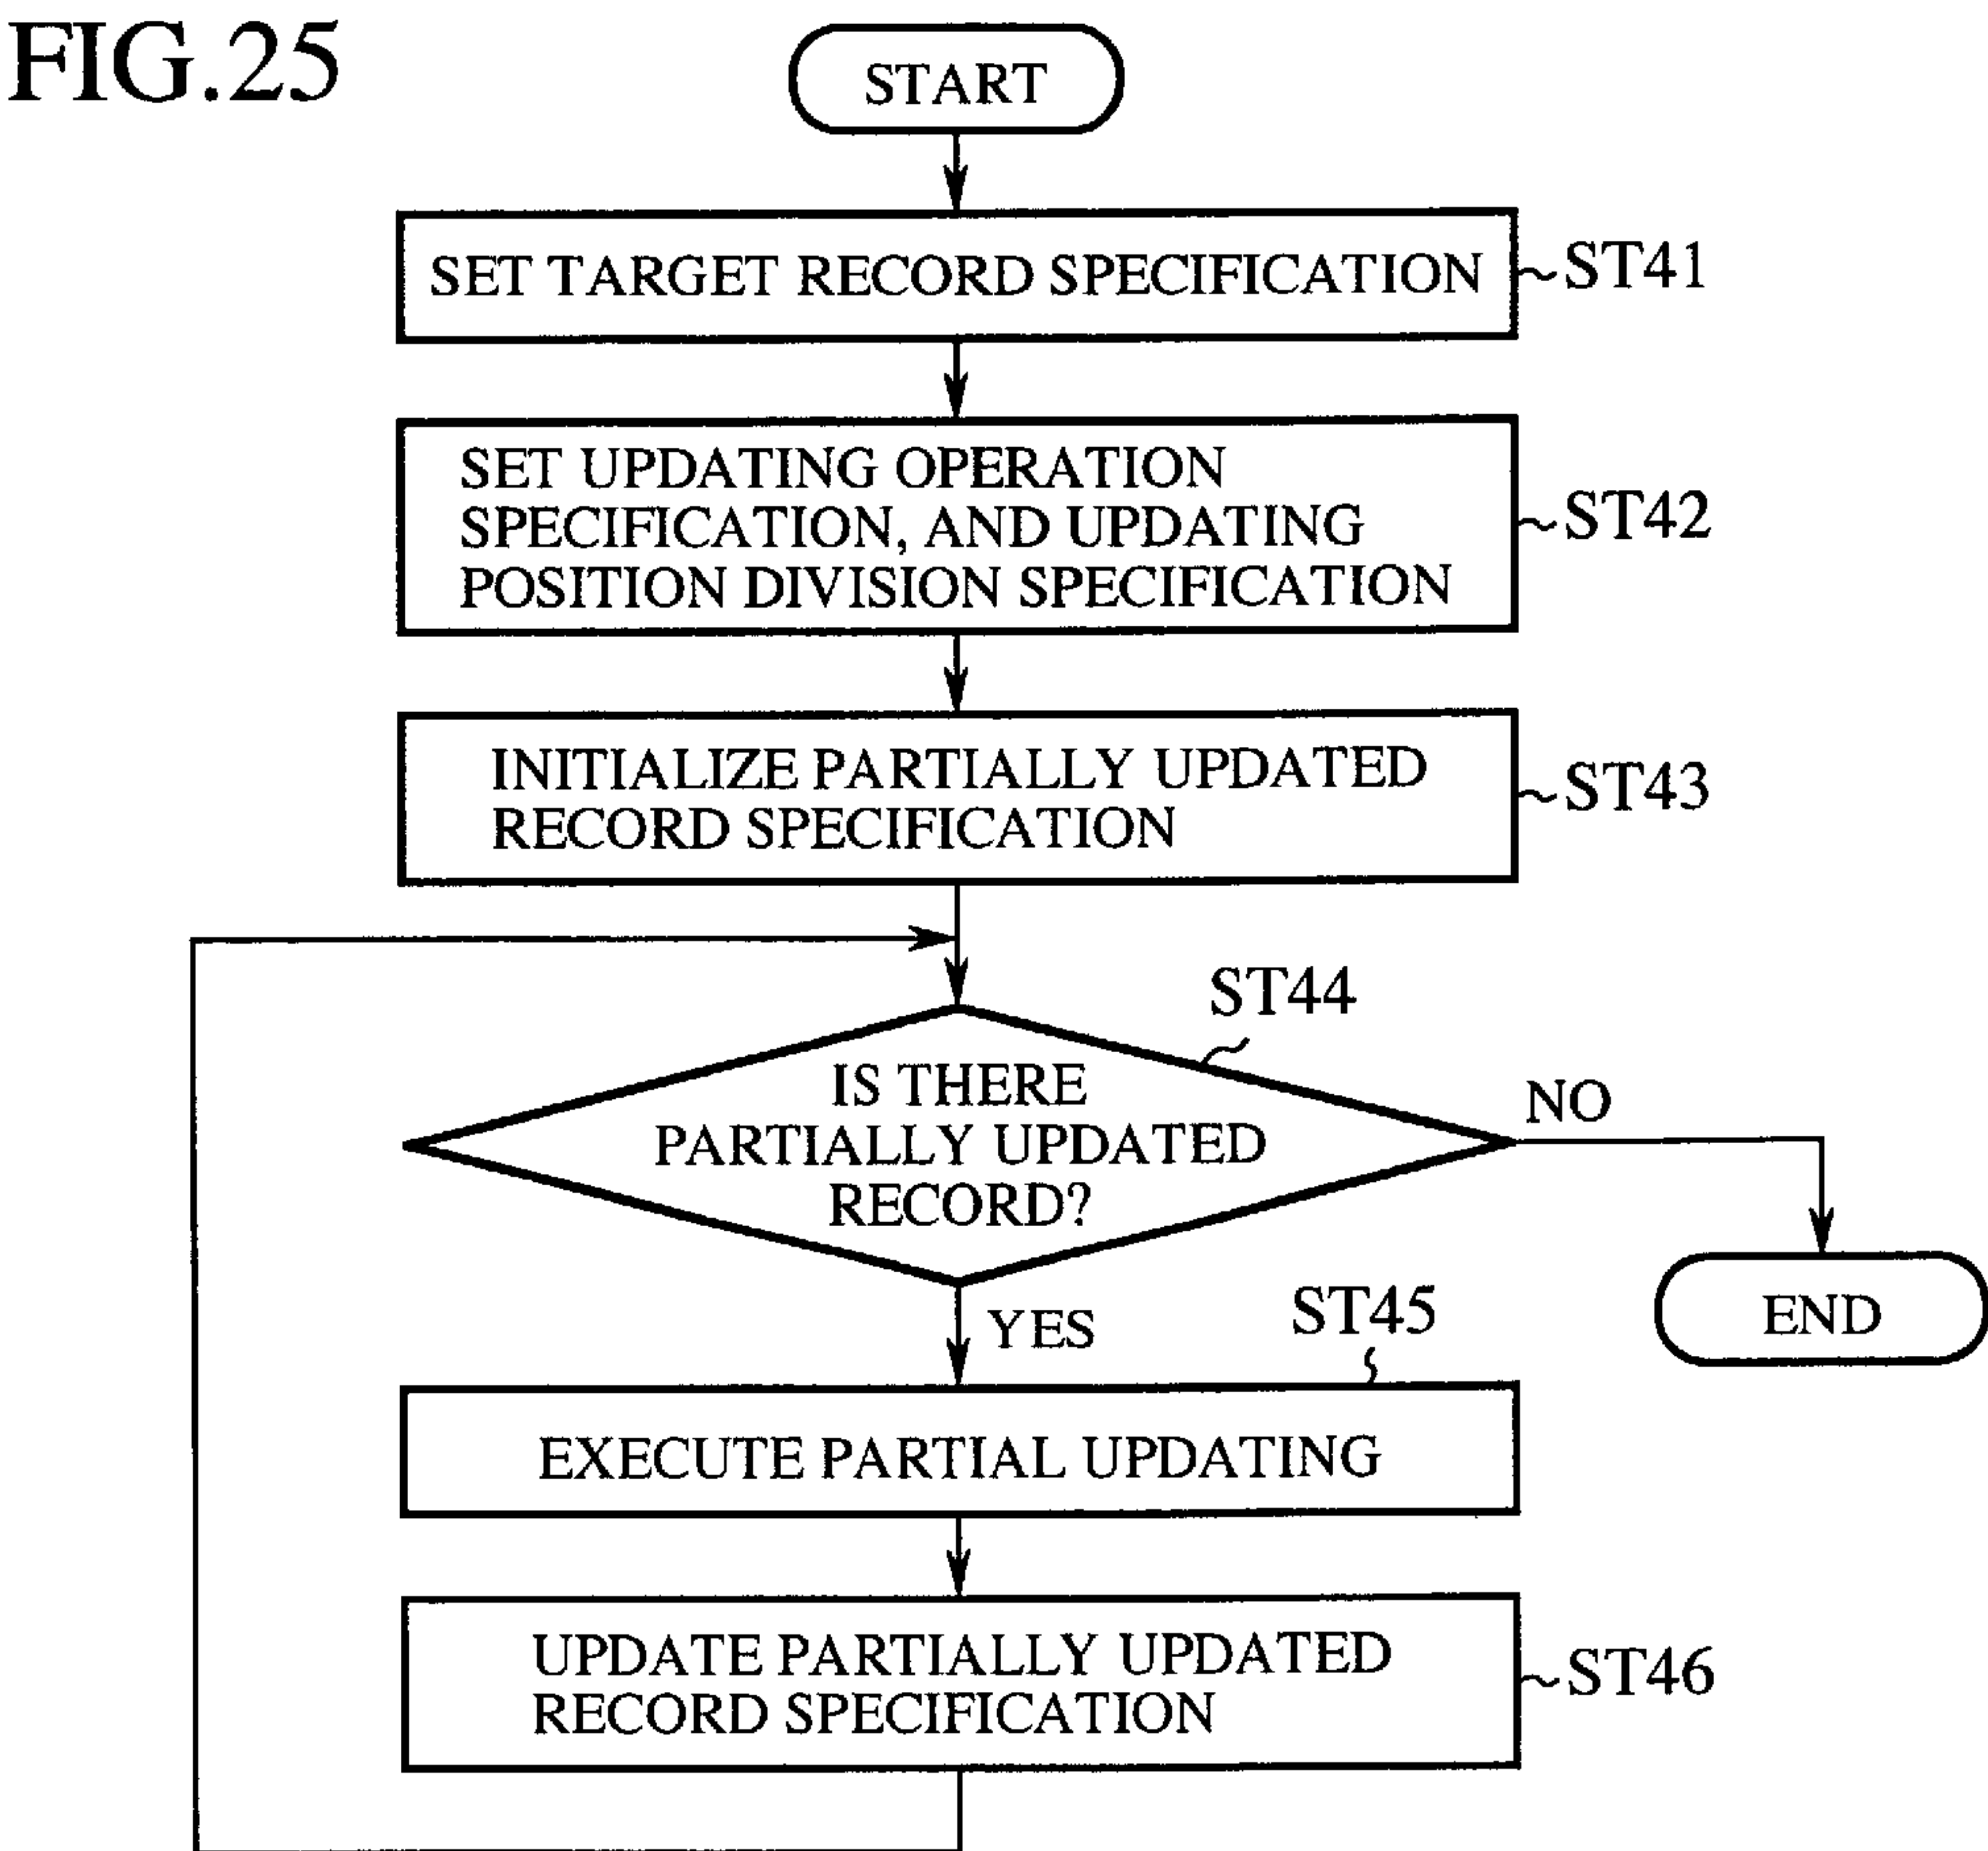 FIG.25
START
SET TARGET RECORD SPECIFICATION
ST41
SET UPDATING OPERATION
SPECIFICATION, AND UPDATING
POSITION DIVISION SPECIFICATION
ST42
INITIALIZE PARTIALLY UPDATED
RECORD SPECIFICATION
ST43
ST44
IS THERE
PARTIALLY UPDATED
RECORD?
NO
END
YES
ST45
EXECUTE PARTIAL UPDATING
UPDATE PARTIALLY UPDATED
RECORD SPECIFICATION
ST46